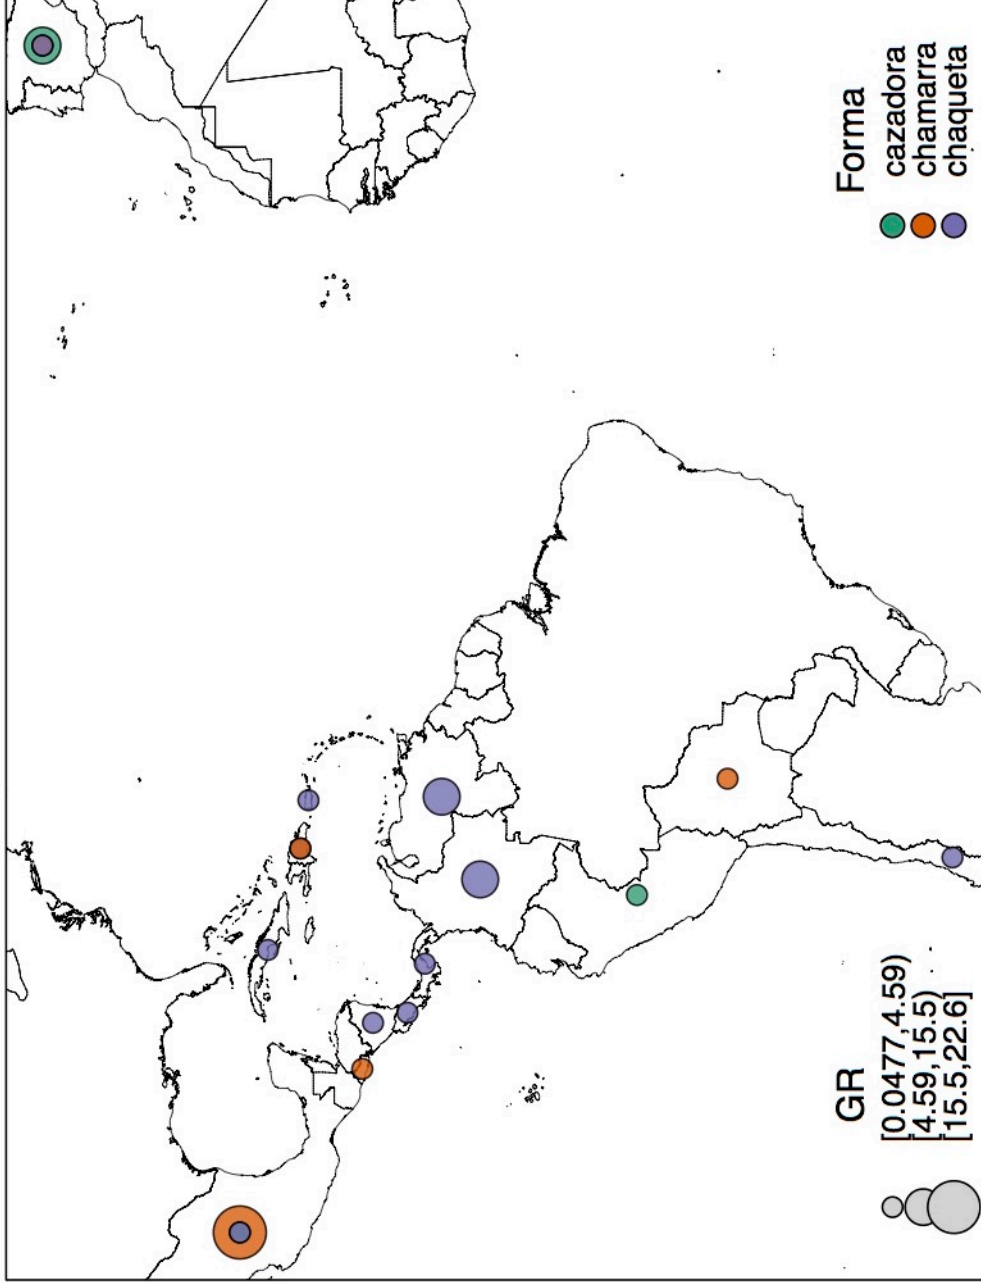 GR
[0.0477,4.59)
[4.59,15.5)
[15.5,22.6]
Forma
cazadora
chamarra
chaqueta